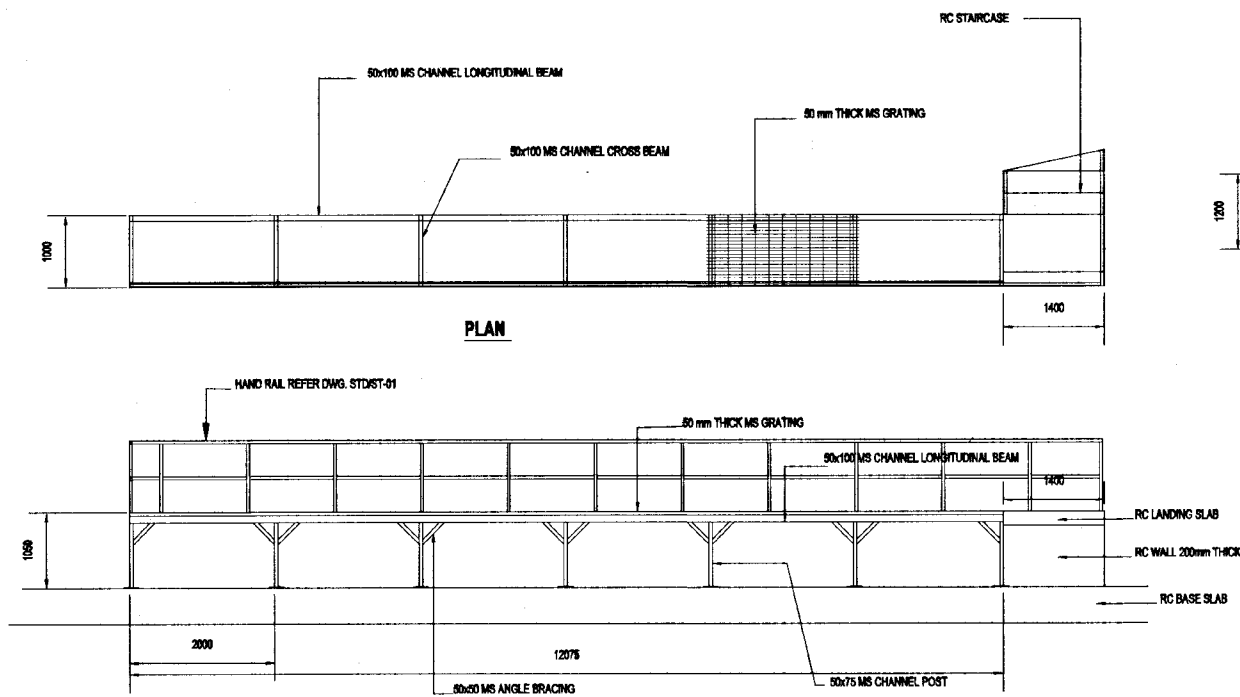 RC STAIRCASE
50x100 MS CHANNEL LONGITUDINAL BEAM
50 mm THICK MS GRATING
50x100 MS CHANNEL CROSS BEAM
1000
1200
1400
PLAN
HAND RAIL REFER DWG. STD/ST-01
50 mm THICK MS GRATING
50x100 MS CHANNEL LONGITUDINAL BEAM
1400
RC LANDING SLAB
1050
RC WALL 200mm THICK
RC BASE SLAB
2000
12075
50x50 MS ANGLE BRACING
50x75 MS CHANNEL POST